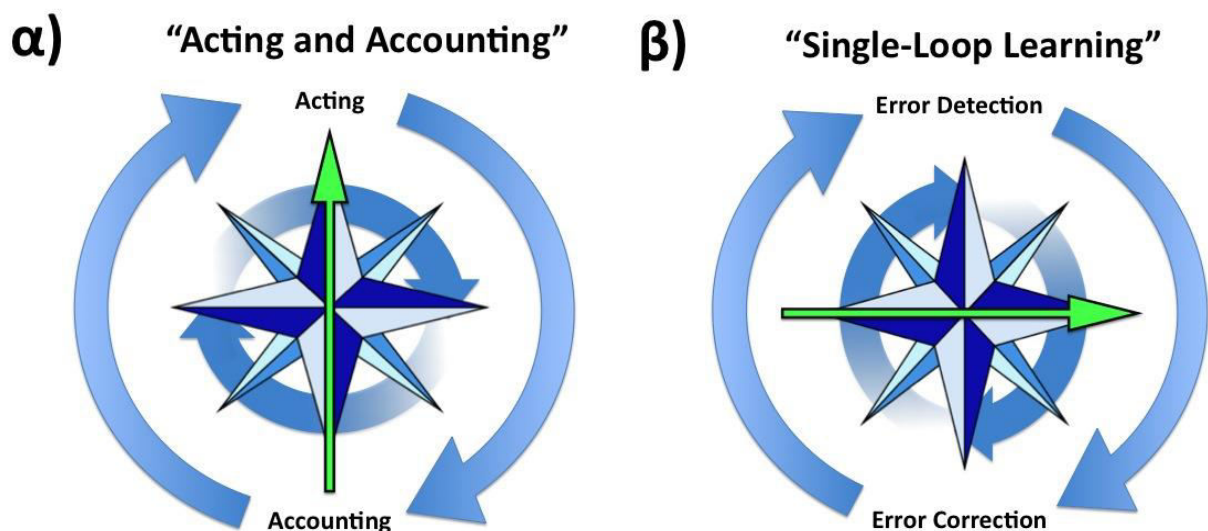 α) “Acting and Accounting”
Acting
Accounting
β) “Single-Loop Learning”
Error Detection
Error Correction